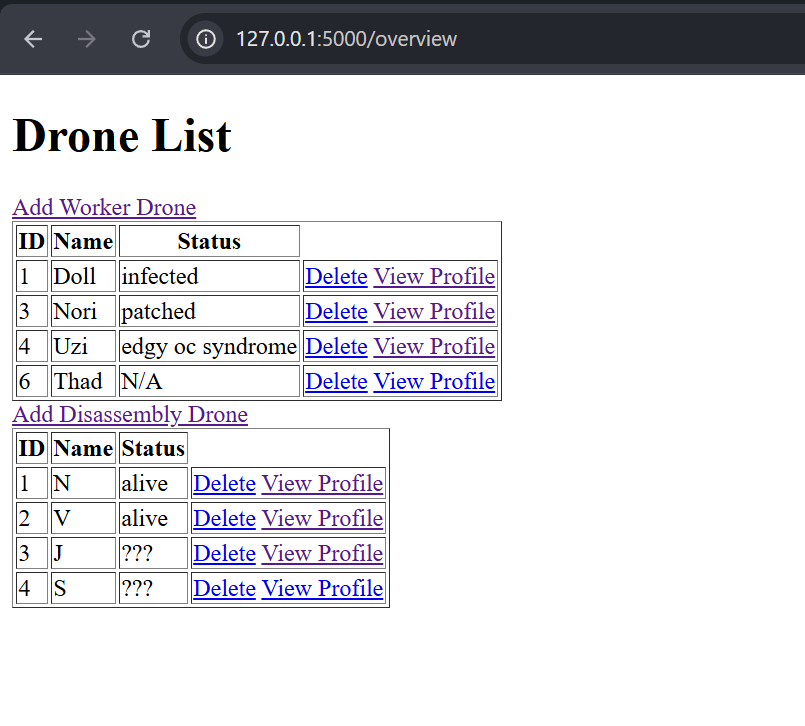 127.0.0.1:5000/overview
Drone List
Add Worker Drone
ID Name Status
1 Doll infected Delete View Profile
3 Nori patched Delete View Profile
4 Uzi edgy oc syndrome Delete View Profile
6 Thad N/A Delete View Profile
Add Disassembly Drone
ID Name Status
1 N alive Delete View Profile
2 V alive Delete View Profile
3 J ??? Delete View Profile
4 S ??? Delete View Profile